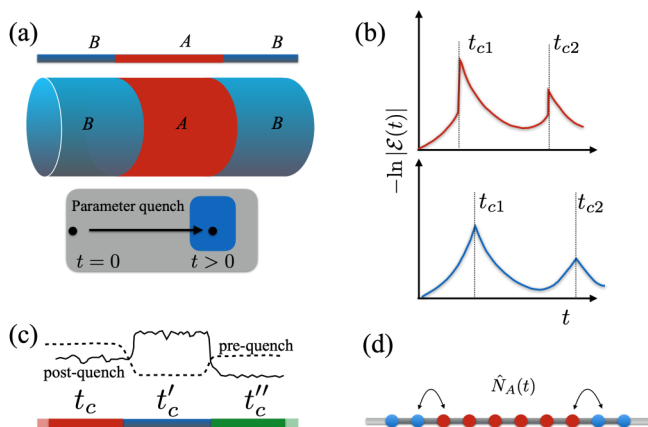 (a)
B A B
B A B
Parameter quench
t = 0 t > 0
(b)
t_{c1} t_{c2}
−ln |ℰ(t)|
t_{c1} t_{c2}
t
(c)
pre-quench
post-quench
t_c t'_c t''_c
(d)
N̂_A(t)